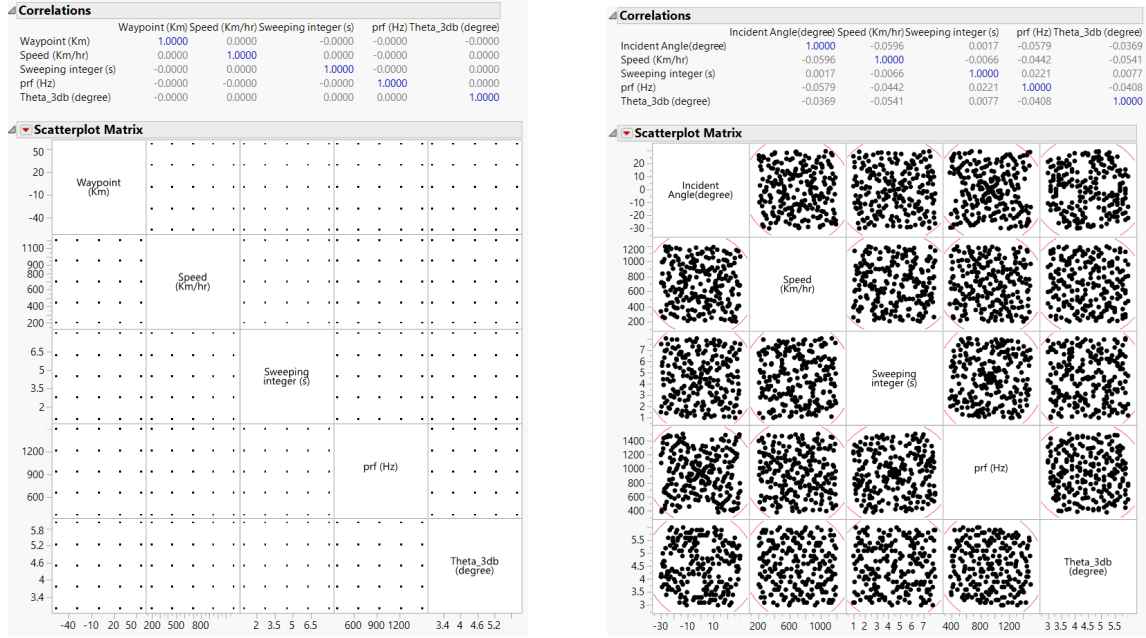 Correlations
Waypoint (Km) Speed (Km/hr) Sweeping integer (s) prf (Hz) Theta_3db (degree)
Waypoint (Km) 1.0000 0.0000 -0.0000 -0.0000 -0.0000
Speed (Km/hr) 0.0000 1.0000 -0.0000 0.0000 -0.0000
Sweeping integer (s) -0.0000 -0.0000 1.0000 -0.0000 0.0000
prf (Hz) -0.0000 0.0000 -0.0000 1.0000 0.0000
Theta_3db (degree) -0.0000 -0.0000 0.0000 0.0000 1.0000
Scatterplot Matrix
50
20
-10
-40
Waypoint
(Km)
1100
900
800
600
400
200
Speed
(Km/hr)
6.5
5
3.5
2
Sweeping
integer (s)
1200
900
600
prf (Hz)
5.8
5.2
4.6
4
3.4
Theta_3db
(degree)
-40 -10 20 50 200 500 800 2 3.5 5 6.5 600 900 1200 3.4 4 4.6 5.2
Correlations
Incident Angle(degree) Speed (Km/hr) Sweeping integer (s) prf (Hz) Theta_3db (degree)
Incident Angle(degree) 1.0000 -0.0596 0.0017 -0.0579 -0.0369
Speed (Km/hr) -0.0596 1.0000 -0.0066 -0.0442 -0.0541
Sweeping integer (s) 0.0017 -0.0066 1.0000 0.0221 0.0077
prf (Hz) -0.0579 -0.0442 0.0221 1.0000 -0.0408
Theta_3db (degree) -0.0369 -0.0541 0.0077 -0.0408 1.0000
Scatterplot Matrix
20
10
0
-10
-20
-30
Incident
Angle(degree)
1200
1000
800
600
400
200
Speed
(Km/hr)
7
6
5
4
3
2
1
Sweeping
integer (s)
1400
1200
1000
800
600
400
prf (Hz)
5.5
5
4.5
4
3.5
3
Theta_3db
(degree)
-30 -10 10 200 600 1000 1 2 3 4 5 6 7 400 800 1200 3 3.5 4 4.5 5 5.5